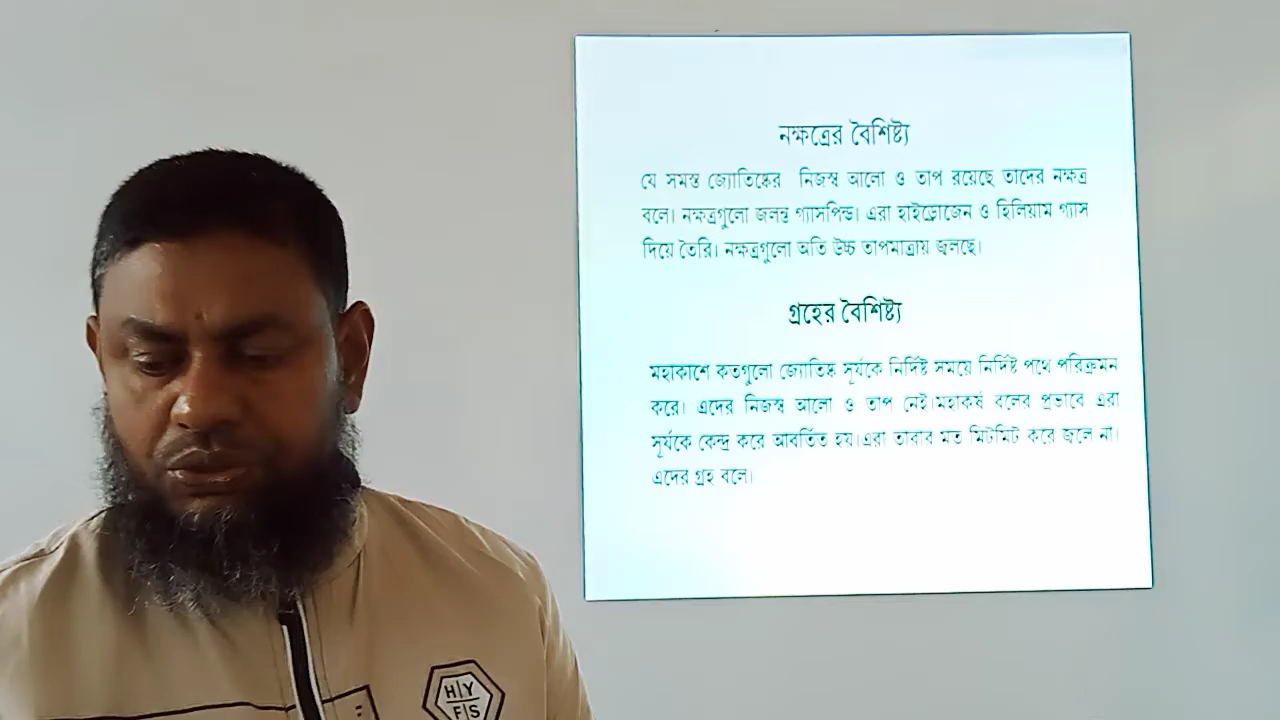 নক্ষত্রের বৈশিষ্ট্য
যে সমস্ত জ্যোতিষ্কের নিজস্ব আলো ও তাপ রয়েছে তাদের নক্ষত্র
বলে। নক্ষত্রগুলো জলন্ত গ্যাসপিন্ড। এরা হাইড্রোজেন ও হিলিয়াম গ্যাস
দিয়ে তৈরি। নক্ষত্রগুলো অতি উচ্চ তাপমাত্রায় জ্বলছে।
গ্রহের বৈশিষ্ট্য
মহাকাশে কতগুলো জ্যোতিষ্ক সূর্যকে নির্দিষ্ট সময়ে নির্দিষ্ট পথে পরিক্রমন
করে। এদের নিজস্ব আলো ও তাপ নেই।মহাকর্ষ বলের প্রভাবে এরা
সূর্যকে কেন্দ্র করে আবর্তিত হয়।এরা তারার মত মিটমিট করে জ্বলে না।
এদের গ্রহ বলে।
H|Y
F|S